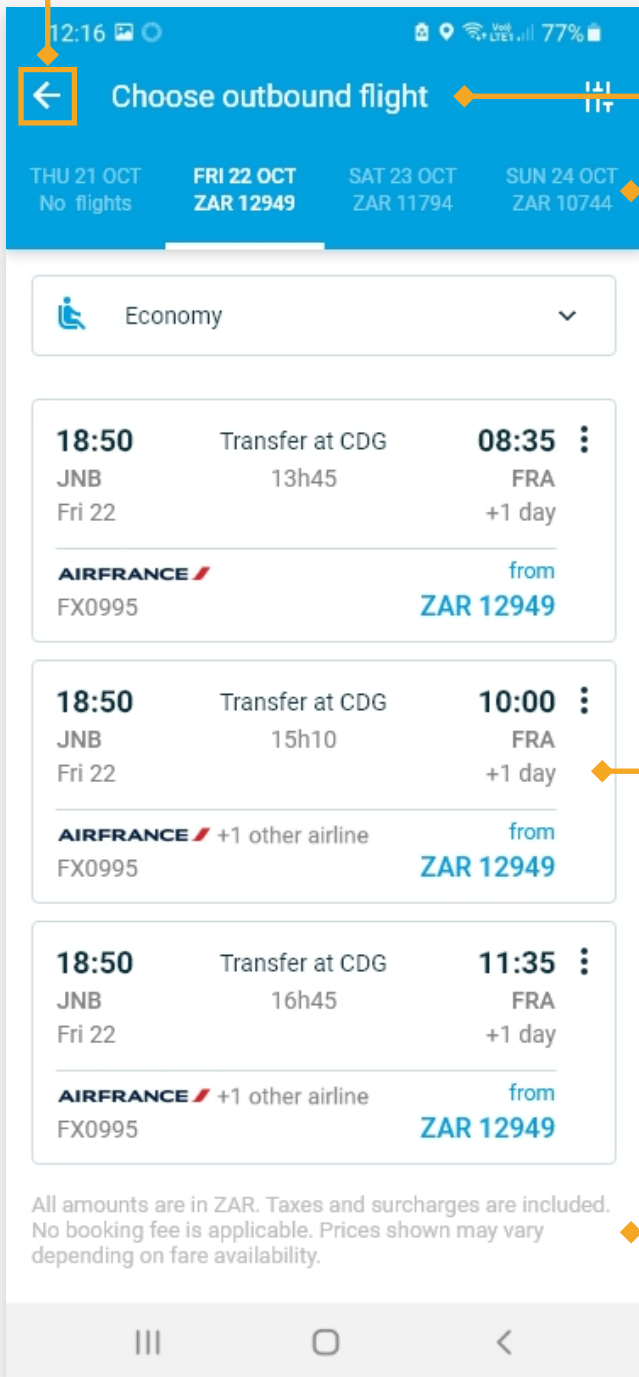 12:16 77%
Choose outbound flight
THU 21 OCT FRI 22 OCT SAT 23 OCT SUN 24 OCT
No flights ZAR 12949 ZAR 11794 ZAR 10744
Economy
18:50 Transfer at CDG 08:35
JNB 13h45 FRA
Fri 22 +1 day
AIRFRANCE from
FX0995 ZAR 12949
18:50 Transfer at CDG 10:00
JNB 15h10 FRA
Fri 22 +1 day
AIRFRANCE +1 other airline from
FX0995 ZAR 12949
18:50 Transfer at CDG 11:35
JNB 16h45 FRA
Fri 22 +1 day
AIRFRANCE +1 other airline from
FX0995 ZAR 12949
All amounts are in ZAR. Taxes and surcharges are included.
No booking fee is applicable. Prices shown may vary
depending on fare availability.